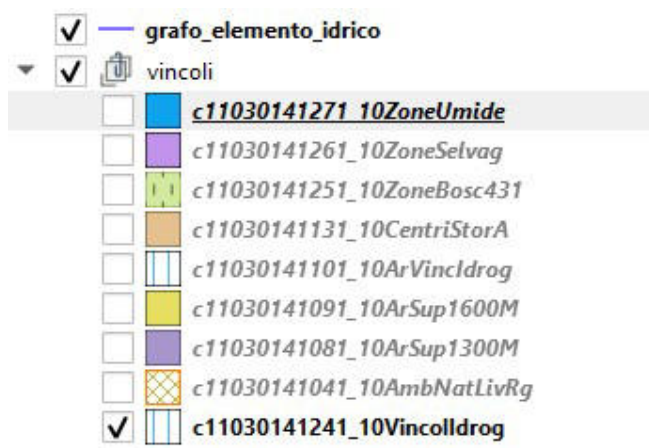 grafo_elemento_idrico
vincoli
c11030141271_10ZoneUmide
c11030141261_10ZoneSelvag
c11030141251_10ZoneBosc431
c11030141131_10CentriStorA
c11030141101_10ArVincIdrog
c11030141091_10ArSup1600M
c11030141081_10ArSup1300M
c11030141041_10AmbNatLivRg
c11030141241_10VincolIdrog